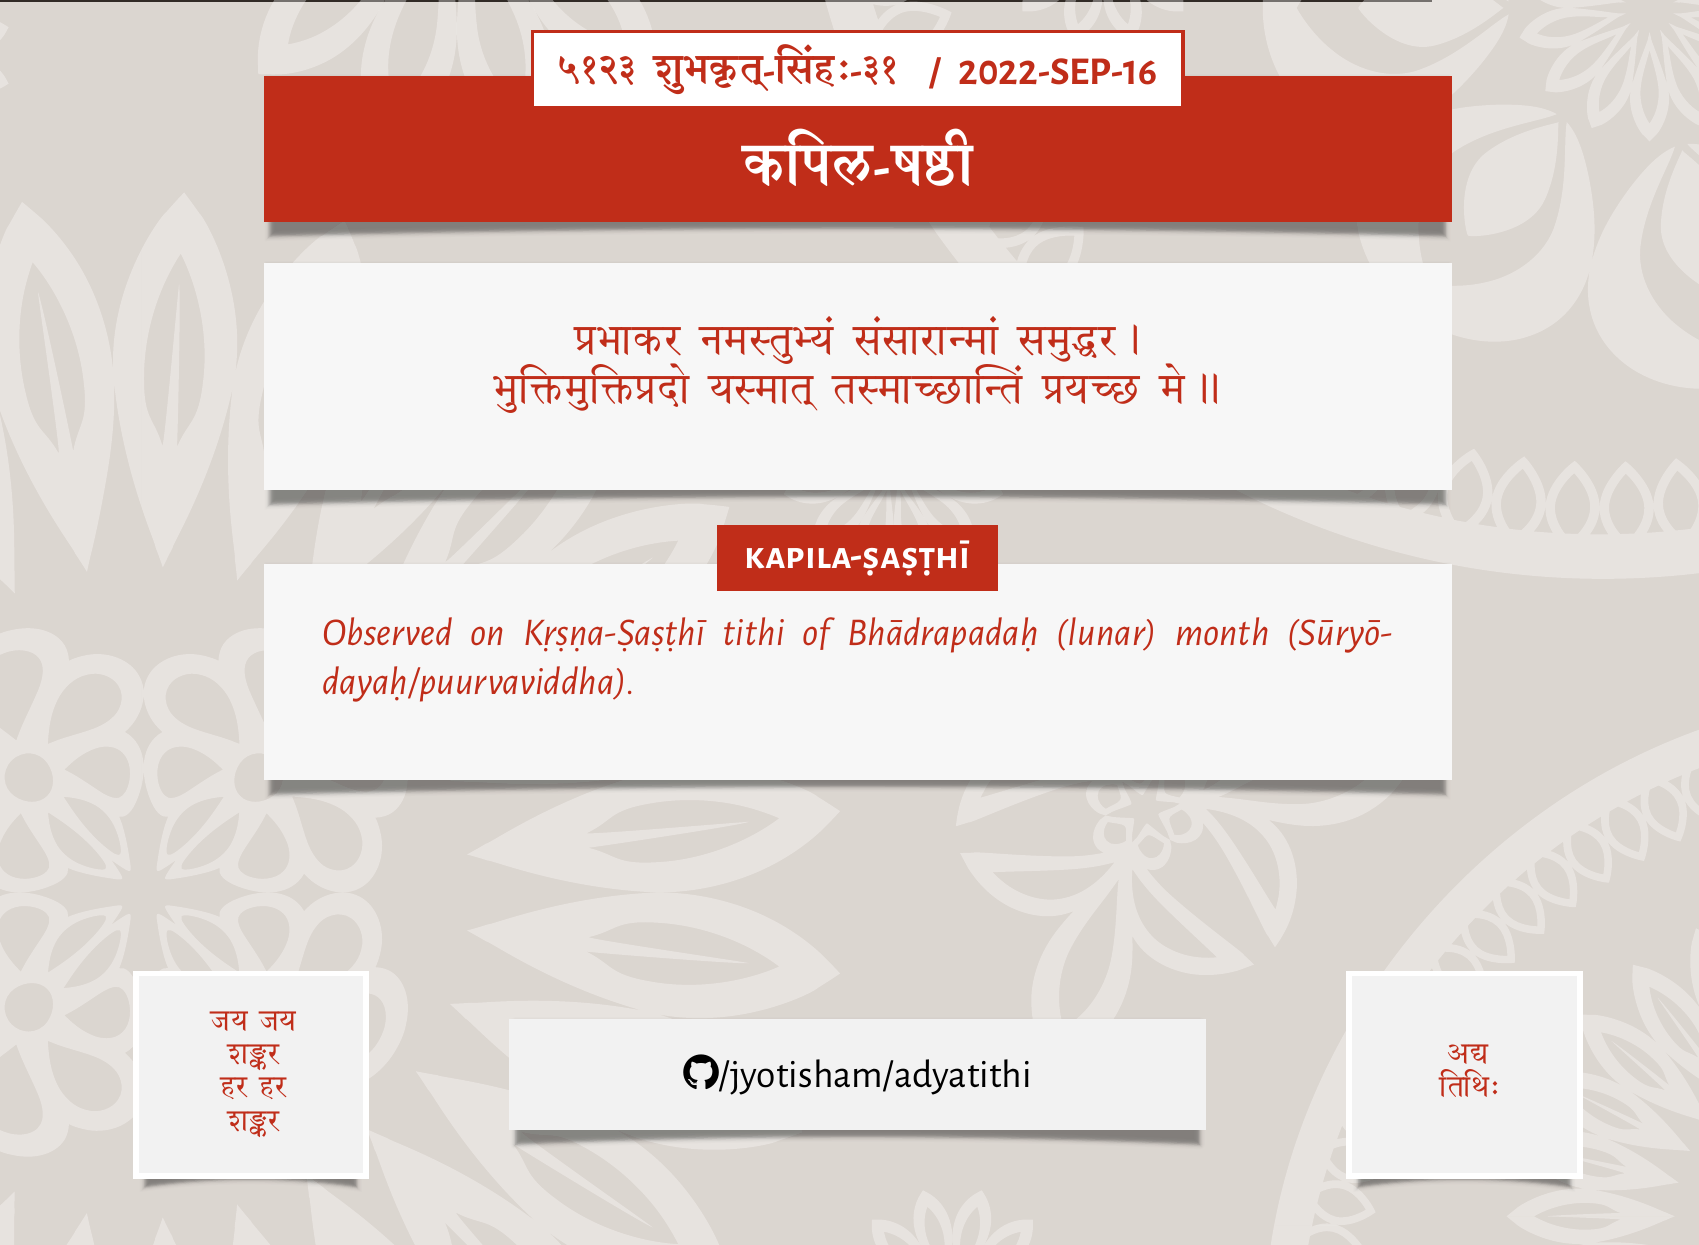 ५१२३ शुभकृत्-सिंहः-३१ / 2022-SEP-16
कपिल-षष्ठी
प्रभाकर नमस्तुभ्यं संसारान्मां समुद्धर।
भुक्तिमुक्तिप्रदो यस्मात् तस्माच्छान्तिं प्रयच्छ मे॥
KAPILA-ṢAṢṬHĪ
Observed on Kṛṣṇa-Ṣaṣṭhī tithi of Bhādrapadaḥ (lunar) month (Sūryō-
dayaḥ/puurvaviddha).
जय जय
शङ्कर
हर हर
शङ्कर
/jyotisham/adyatithi
अद्य
तिथिः